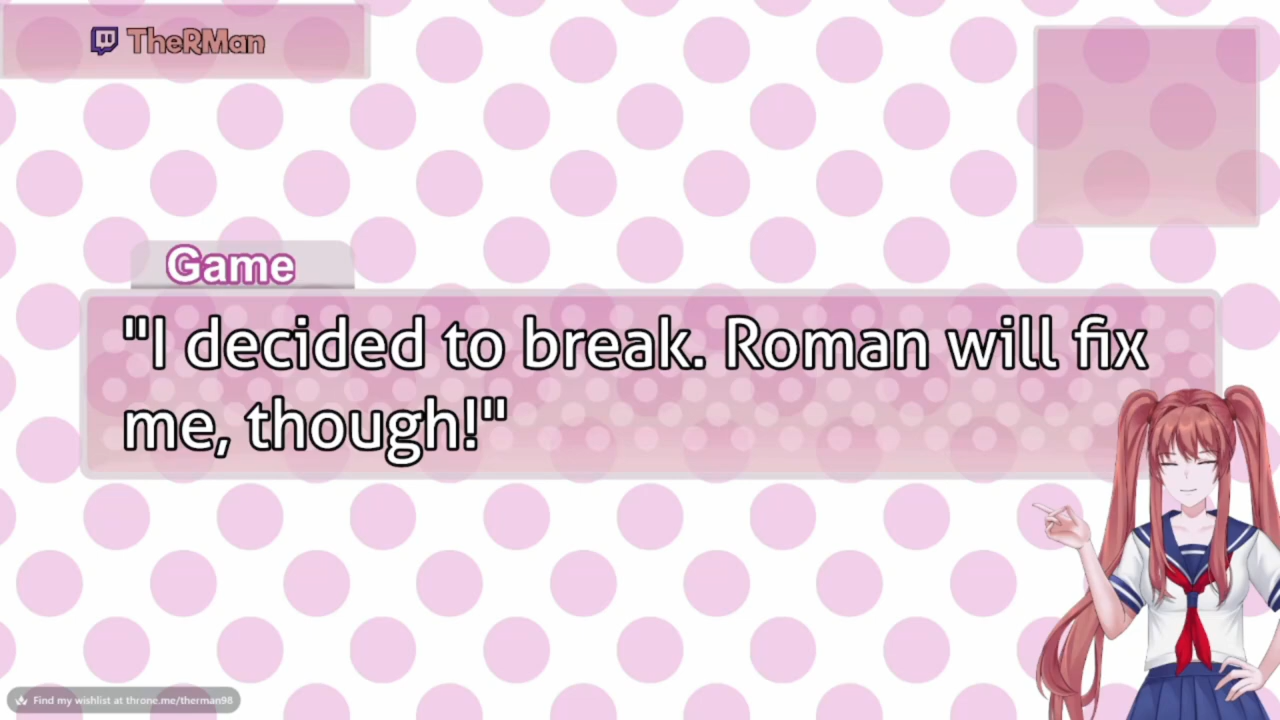 TheRMan
Game
"I decided to break. Roman will fix
me, though!"
Find my wishlist at throne.me/therman98